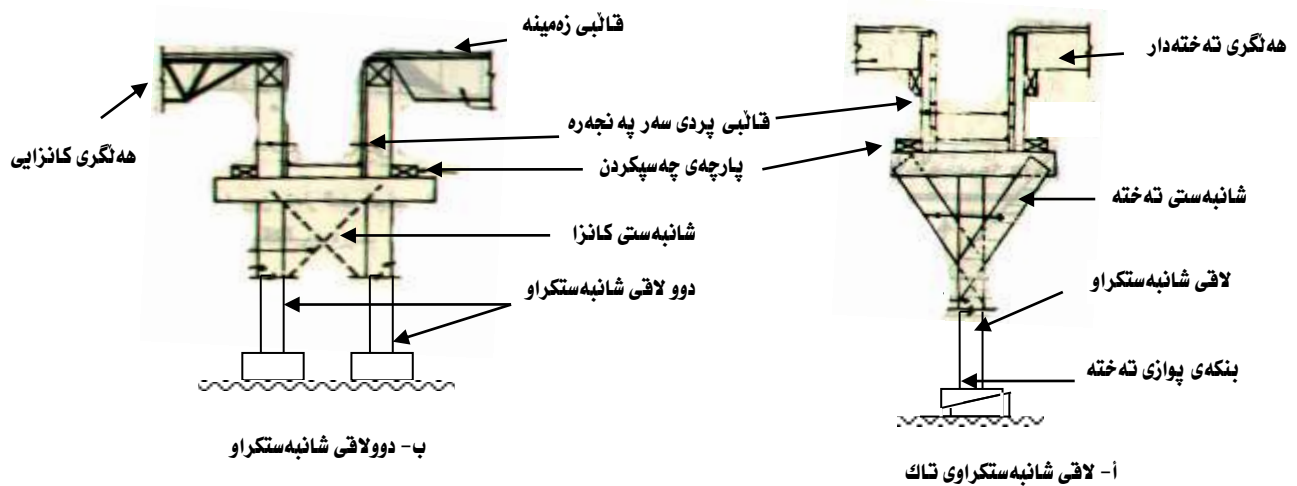 قاڵبی زەمینە
هەڵگری تەختەدار
قاڵبی پردی سەر پەنجەرە
هەڵگری کانزایی
پارچەی چەسپکردن
شانبەستی تەختە
شانبەستی کانزا
لاقی شانبەستکراو
دوو لاقی شانبەستکراو
بنکەی پوازی تەختە
ب- دوولاقی شانبەستکراو
أ- لاقی شانبەستکراوی تاك